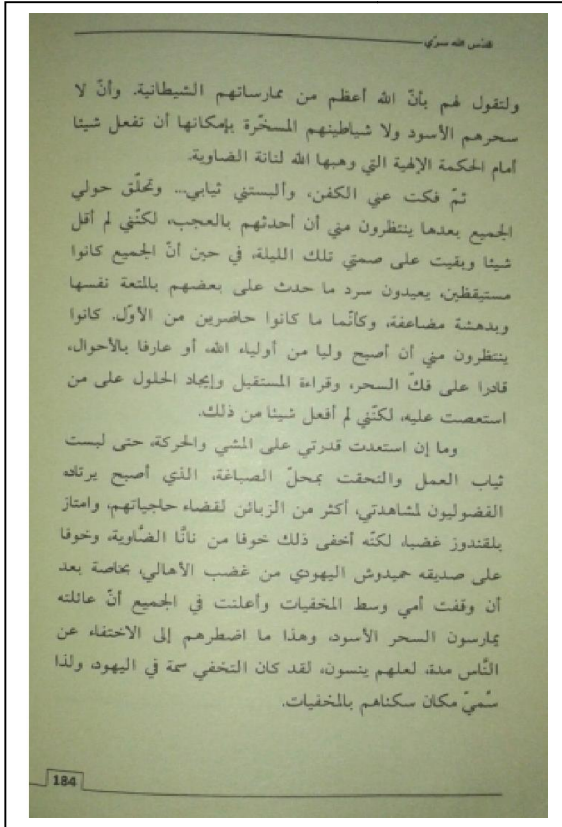 قدّس الله سرّي
ولتقول لهم بأنّ الله أعظم من ممارساتهم الشيطانية. وأنّ لا
سحرهم الأسود ولا شياطينهم المسخّرة بإمكانها أن تفعل شيئا
أمام الحكمة الإلهية التي وهبها الله لنانة الضاوية.
ثمّ فكت عني الكفن، وألبستني ثيابي... وتحلّق حولي
الجميع بعدها ينتظرون مني أن أحدثهم بالعجب، لكنّني لم أقل
شيئا وبقيت على صمتي تلك الليلة، في حين أنّ الجميع كانوا
مستيقظين، يعيدون سرد ما حدث على بعضهم بالمتعة نفسها
وبدهشة مضاعفة، وكأنّما ما كانوا حاضرين من الأوّل. كانوا
ينتظرون مني أن أصبح وليا من أولياء الله، أو عارفا بالأحوال،
قادرا على فكّ السحر، وقراءة المستقبل وإيجاد الحلول على من
استعصت عليه، لكنّني لم أفعل شيئا من ذلك.
وما إن استعدت قدرتي على المشي والحركة، حتى لبست
ثياب العمل والتحقت بمحلّ الصباغة، الذي أصبح يرتاده
الفضوليون لمشاهدتي، أكثر من الزبائن لقضاء حاجياتهم، وامتاز
بلقندوز غضبا، لكنّه أخفى ذلك خوفا من نانّا الضّاوية، وخوفا
على صديقه حميدوش اليهودي من غضب الأهالي، بخاصة بعد
أن وقفت أمي وسط المخفيات وأعلنت في الجميع أنّ عائلته
يمارسون السحر الأسود، وهذا ما اضطرهم إلى الاختفاء عن
النّاس مدة، لعلهم ينسون، لقد كان التخفي سمة في اليهود، ولذا
سُميّ مكان سكناهم بالمخفيات.
184